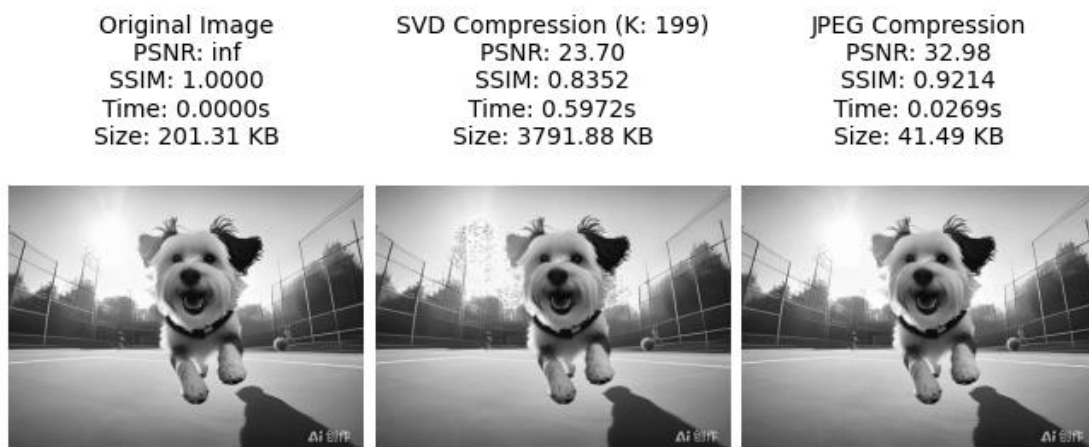 Original Image
PSNR: inf
SSIM: 1.0000
Time: 0.0000s
Size: 201.31 KB
SVD Compression (K: 199)
PSNR: 23.70
SSIM: 0.8352
Time: 0.5972s
Size: 3791.88 KB
JPEG Compression
PSNR: 32.98
SSIM: 0.9214
Time: 0.0269s
Size: 41.49 KB
Ai 创作
Ai 创作
Ai 创作